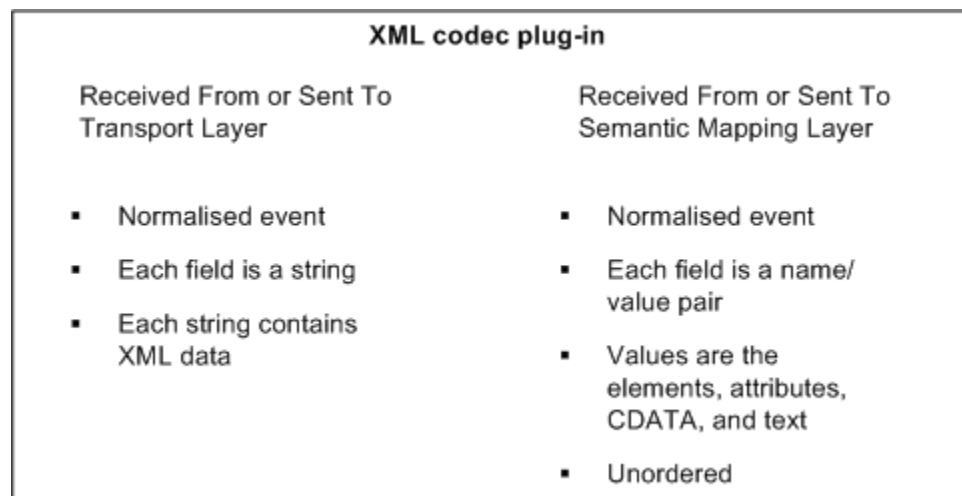 XML codec plug-in
Received From or Sent To
Transport Layer
▪ Normalised event
▪ Each field is a string
▪ Each string contains
XML data
Received From or Sent To
Semantic Mapping Layer
▪ Normalised event
▪ Each field is a name/
value pair
▪ Values are the
elements, attributes,
CDATA, and text
▪ Unordered